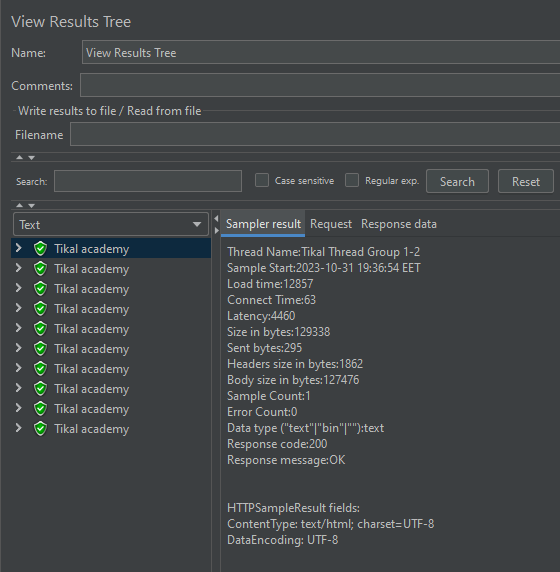 View Results Tree
Name: View Results Tree
Comments:
Write results to file / Read from file
Filename
Search: Case sensitive Regular exp. Search Reset
Text
Tikal academy
Tikal academy
Tikal academy
Tikal academy
Tikal academy
Tikal academy
Tikal academy
Tikal academy
Tikal academy
Tikal academy
Sampler result Request Response data
Thread Name:Tikal Thread Group 1-2
Sample Start:2023-10-31 19:36:54 EET
Load time:12857
Connect Time:63
Latency:4460
Size in bytes:129338
Sent bytes:295
Headers size in bytes:1862
Body size in bytes:127476
Sample Count:1
Error Count:0
Data type ("text"|"bin"|""):text
Response code:200
Response message:OK
HTTPSampleResult fields:
ContentType: text/html; charset=UTF-8
DataEncoding: UTF-8